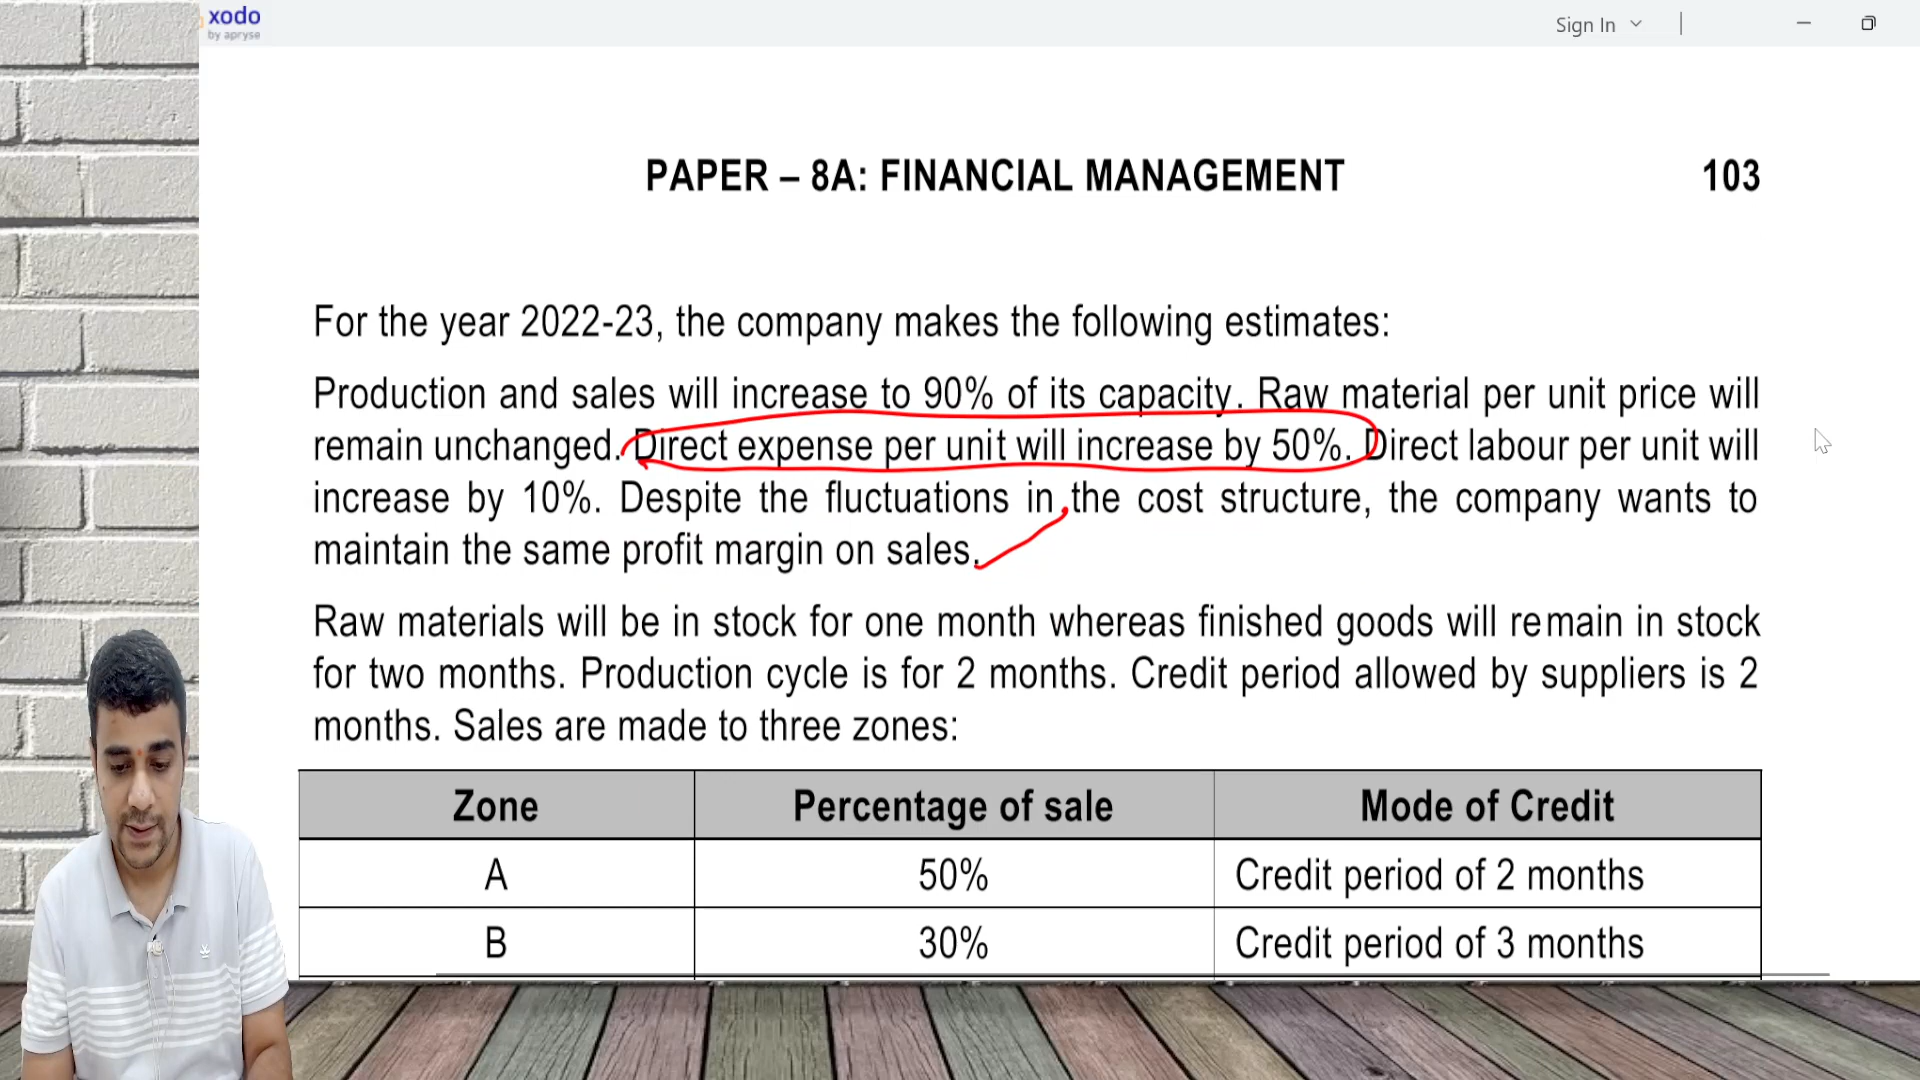 xodo
by apryse
Sign In
PAPER – 8A: FINANCIAL MANAGEMENT 103
For the year 2022-23, the company makes the following estimates:
Production and sales will increase to 90% of its capacity. Raw material per unit price will
remain unchanged. Direct expense per unit will increase by 50%. Direct labour per unit will
increase by 10%. Despite the fluctuations in the cost structure, the company wants to
maintain the same profit margin on sales.
Raw materials will be in stock for one month whereas finished goods will remain in stock
for two months. Production cycle is for 2 months. Credit period allowed by suppliers is 2
months. Sales are made to three zones:
Zone Percentage of sale Mode of Credit
A 50% Credit period of 2 months
B 30% Credit period of 3 months